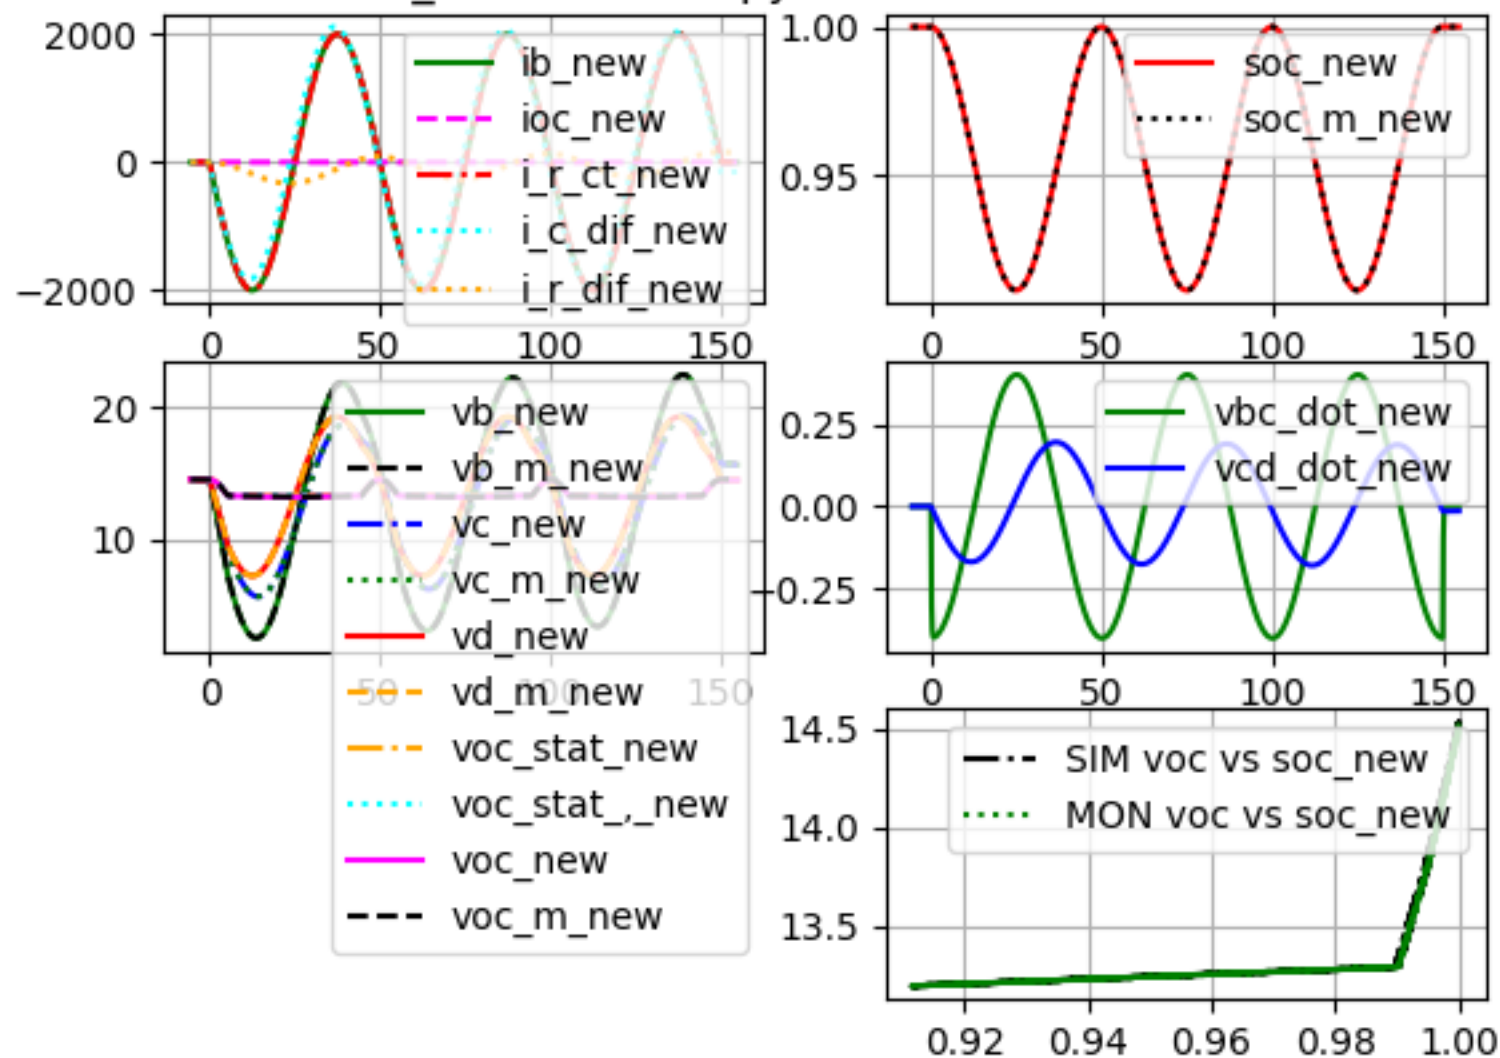 2000
0
−2000
ib_new
ioc_new
i_r_ct_new
i_c_dif_new
i_r_dif_new
0
50
100
150
1.00
0.95
soc_new
soc_m_new
0
50
100
150
20
10
vb_new
vb_m_new
vc_new
vc_m_new
vd_new
vd_m_new
voc_stat_new
voc_stat_,_new
voc_new
voc_m_new
0
50
100
150
0.25
0.00
−0.25
vbc_dot_new
vcd_dot_new
0
50
100
150
14.5
14.0
13.5
SIM voc vs soc_new
MON voc vs soc_new
0.92
0.94
0.96
0.98
1.00